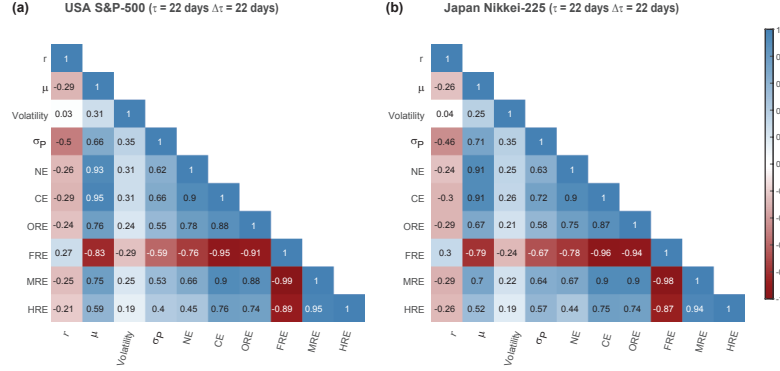 (a) USA S&P-500 (τ = 22 days Δτ = 22 days)
r 1
μ -0.29 1
Volatility 0.03 0.31 1
σP -0.5 0.66 0.35 1
NE -0.26 0.93 0.31 0.62 1
CE -0.29 0.95 0.31 0.66 0.9 1
ORE -0.24 0.76 0.24 0.55 0.78 0.88 1
FRE 0.27 -0.83 -0.29 -0.59 -0.76 -0.95 -0.91 1
MRE -0.25 0.75 0.25 0.53 0.66 0.9 0.88 -0.99 1
HRE -0.21 0.59 0.19 0.4 0.45 0.76 0.74 -0.89 0.95 1
r μ Volatility σP NE CE ORE FRE MRE HRE
(b) Japan Nikkei-225 (τ = 22 days Δτ = 22 days)
r 1
μ -0.26 1
Volatility 0.04 0.25 1
σP -0.46 0.71 0.35 1
NE -0.24 0.91 0.25 0.63 1
CE -0.3 0.91 0.26 0.72 0.9 1
ORE -0.29 0.67 0.21 0.58 0.75 0.87 1
FRE 0.3 -0.79 -0.24 -0.67 -0.78 -0.96 -0.94 1
MRE -0.29 0.7 0.22 0.64 0.67 0.9 0.9 -0.98 1
HRE -0.26 0.52 0.19 0.57 0.44 0.75 0.74 -0.87 0.94 1
r μ Volatility σP NE CE ORE FRE MRE HRE